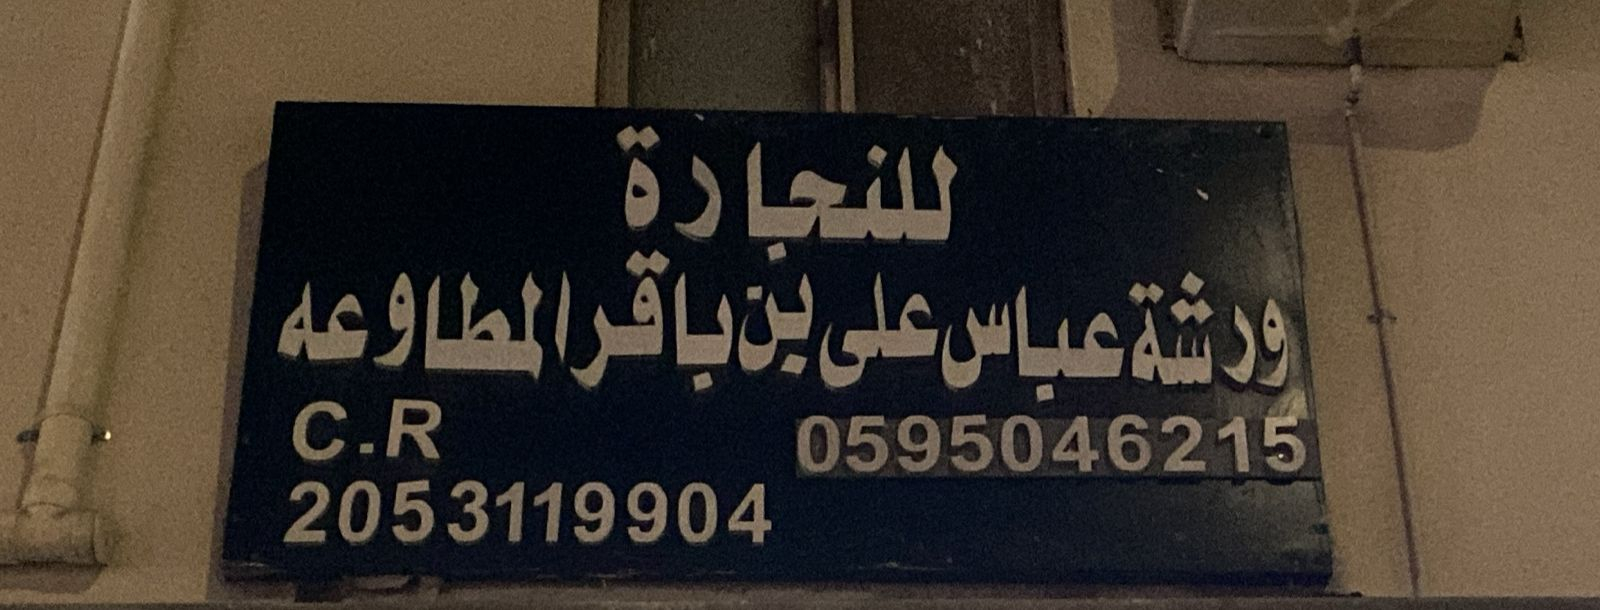 للنجارة
ورشة عباس على بن باقر المطاوعه
C.R 0595046215
2053119904